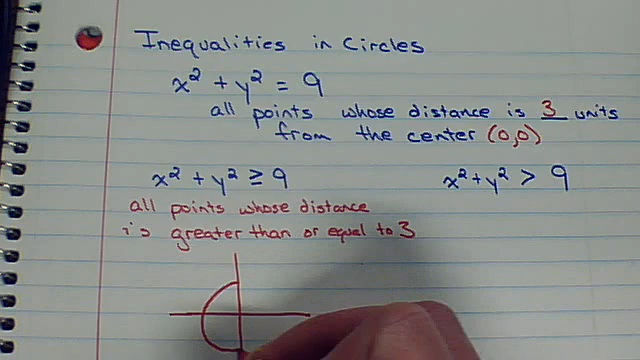 Inequalities in Circles
x² + y² = 9
all points whose distance is 3 units
from the center (0,0)
x² + y² ≥ 9
x² + y² > 9
all points whose distance
is greater than or equal to 3